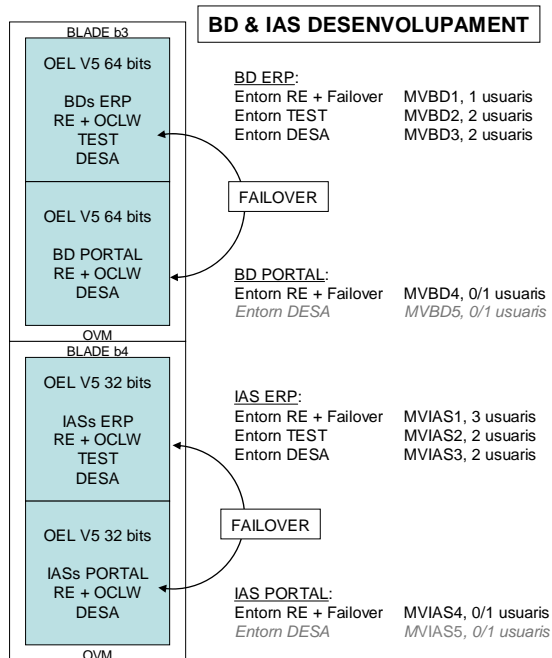 BD & IAS DESENVOLUPAMENT
BLADE b3
OEL V5 64 bits
BDs ERP
RE + OCLW
TEST
DESA
OEL V5 64 bits
BD PORTAL
RE + OCLW
DESA
OVM
BD ERP:
Entorn RE + Failover MVBD1, 1 usuaris
Entorn TEST MVBD2, 2 usuaris
Entorn DESA MVBD3, 2 usuaris
FAILOVER
BD PORTAL:
Entorn RE + Failover MVBD4, 0/1 usuaris
Entorn DESA MVBD5, 0/1 usuaris
BLADE b4
OEL V5 32 bits
IASs ERP
RE + OCLW
TEST
DESA
OEL V5 32 bits
IASs PORTAL
RE + OCLW
DESA
OVM
IAS ERP:
Entorn RE + Failover MVIAS1, 3 usuaris
Entorn TEST MVIAS2, 2 usuaris
Entorn DESA MVIAS3, 2 usuaris
FAILOVER
IAS PORTAL:
Entorn RE + Failover MVIAS4, 0/1 usuaris
Entorn DESA MVIAS5, 0/1 usuaris